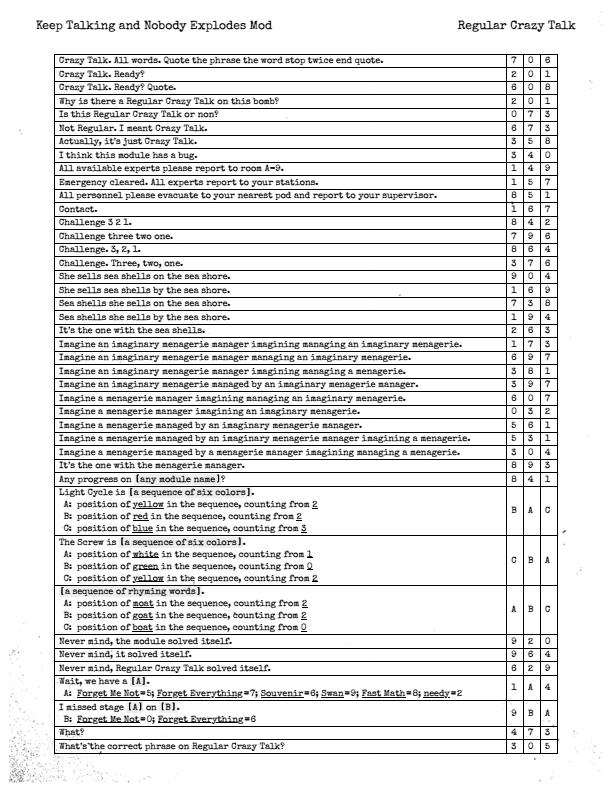 Keep Talking and Nobody Explodes Mod Regular Crazy Talk
Crazy Talk. All words. Quote the phrase the word stop twice end quote. 7 0 6
Crazy Talk. Ready? 2 0 1
Crazy Talk. Ready? Quote. 6 0 8
Why is there a Regular Crazy Talk on this bomb? 2 0 1
Is this Regular Crazy Talk or non? 0 7 3
Not Regular. I meant Crazy Talk. 6 7 3
Actually, it's just Crazy Talk. 3 5 8
I think this module has a bug. 3 4 0
All available experts please report to room A-9. 1 4 9
Emergency cleared. All experts report to your stations. 1 5 7
All personnel please evacuate to your nearest pod and report to your supervisor. 8 5 1
Contact. 1 6 7
Challenge 3 2 1. 8 4 2
Challenge three two one. 7 9 6
Challenge. 3, 2, 1. 8 6 4
Challenge. Three, two, one. 3 7 6
She sells sea shells on the sea shore. 9 0 4
She sells sea shells by the sea shore. 1 6 9
Sea shells she sells on the sea shore. 7 3 8
Sea shells she sells by the sea shore. 1 9 4
It's the one with the sea shells. 2 6 3
Imagine an imaginary menagerie manager imagining managing an imaginary menagerie. 1 7 3
Imagine an imaginary menagerie manager managing an imaginary menagerie. 6 9 7
Imagine an imaginary menagerie manager imagining managing a menagerie. 3 8 1
Imagine an imaginary menagerie managed by an imaginary menagerie manager. 3 9 7
Imagine a menagerie manager imagining managing an imaginary menagerie. 6 0 7
Imagine a menagerie manager imagining an imaginary menagerie. 0 3 2
Imagine a menagerie managed by an imaginary menagerie manager. 5 6 1
Imagine a menagerie managed by an imaginary menagerie manager imagining a menagerie. 5 3 1
Imagine a menagerie managed by a menagerie manager imagining managing a menagerie. 3 0 4
It's the one with the menagerie manager. 8 9 3
Any progress on [any module name]? 8 4 1
Light Cycle is [a sequence of six colors].
A: position of yellow in the sequence, counting from 2
B: position of red in the sequence, counting from 2
C: position of blue in the sequence, counting from 3
B A C
The Screw is [a sequence of six colors].
A: position of white in the sequence, counting from 1
B: position of green in the sequence, counting from 0
C: position of yellow in the sequence, counting from 2
C B A
[a sequence of rhyming words].
A: position of moat in the sequence, counting from 2
B: position of goat in the sequence, counting from 2
C: position of boat in the sequence, counting from 0
A B C
Never mind, the module solved itself. 9 2 0
Never mind, it solved itself. 9 6 4
Never mind, Regular Crazy Talk solved itself. 6 2 9
Wait, we have a [A].
A: Forget Me Not=5; Forget Everything=7; Souvenir=6; Swan=9; Fast Math=8; needy=2
1 A 4
I missed stage [A] on [B].
B: Forget Me Not=0; Forget Everything=6
9 B A
What? 4 7 3
What's the correct phrase on Regular Crazy Talk? 3 0 5